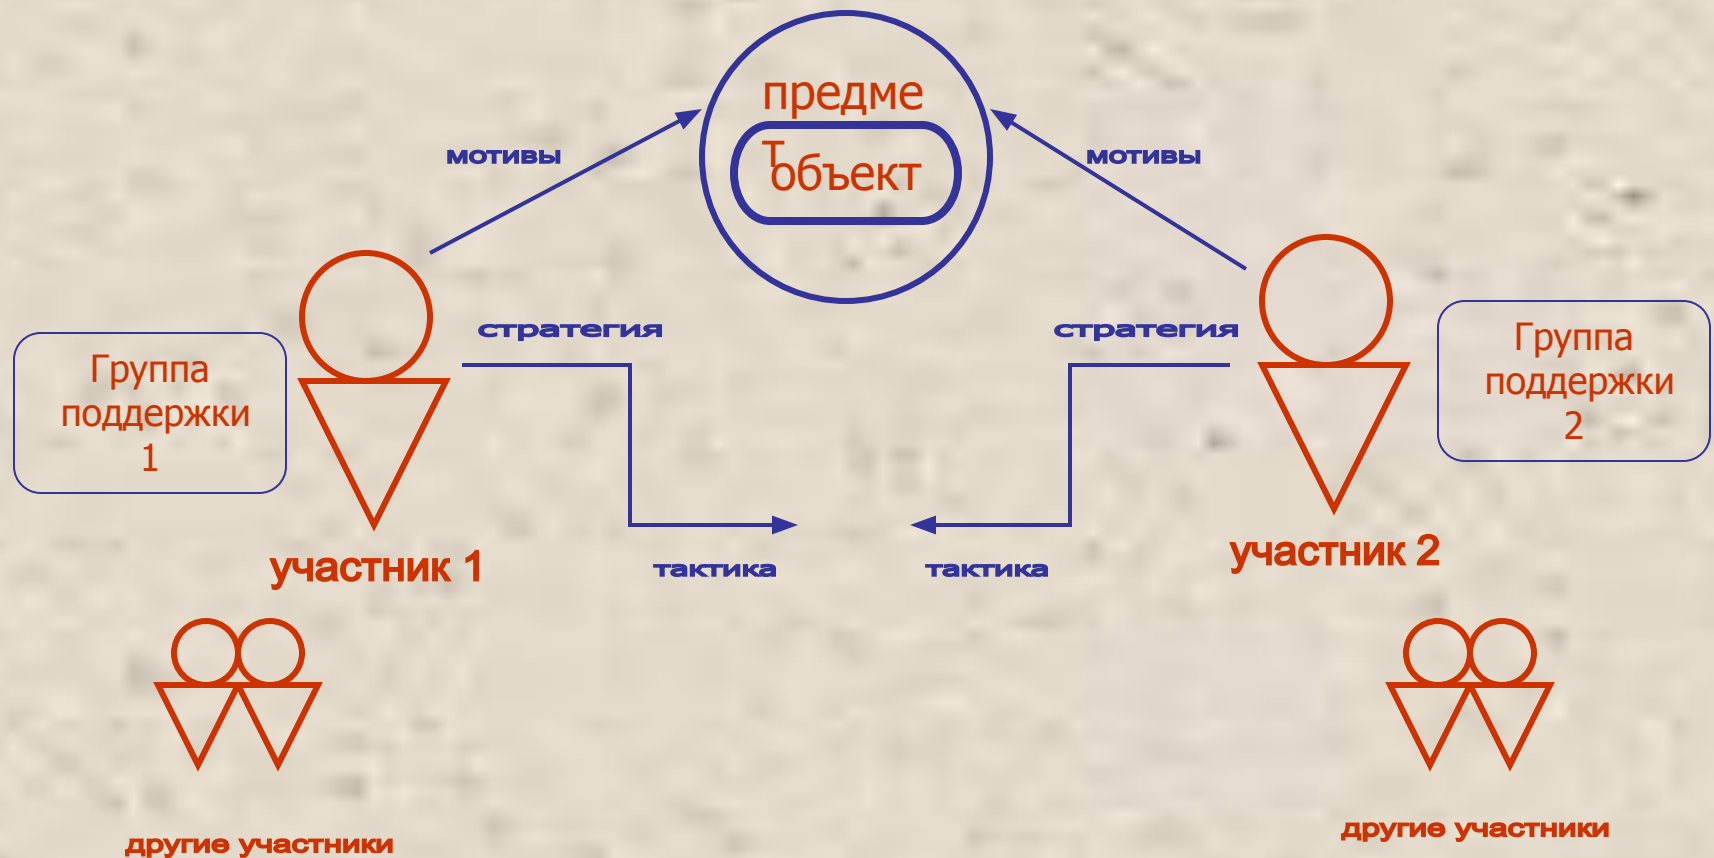 предме
т
объект
мотивы
мотивы
стратегия
стратегия
Группа
поддержки
1
Группа
поддержки
2
участник 1
участник 2
тактика
тактика
другие участники
другие участники